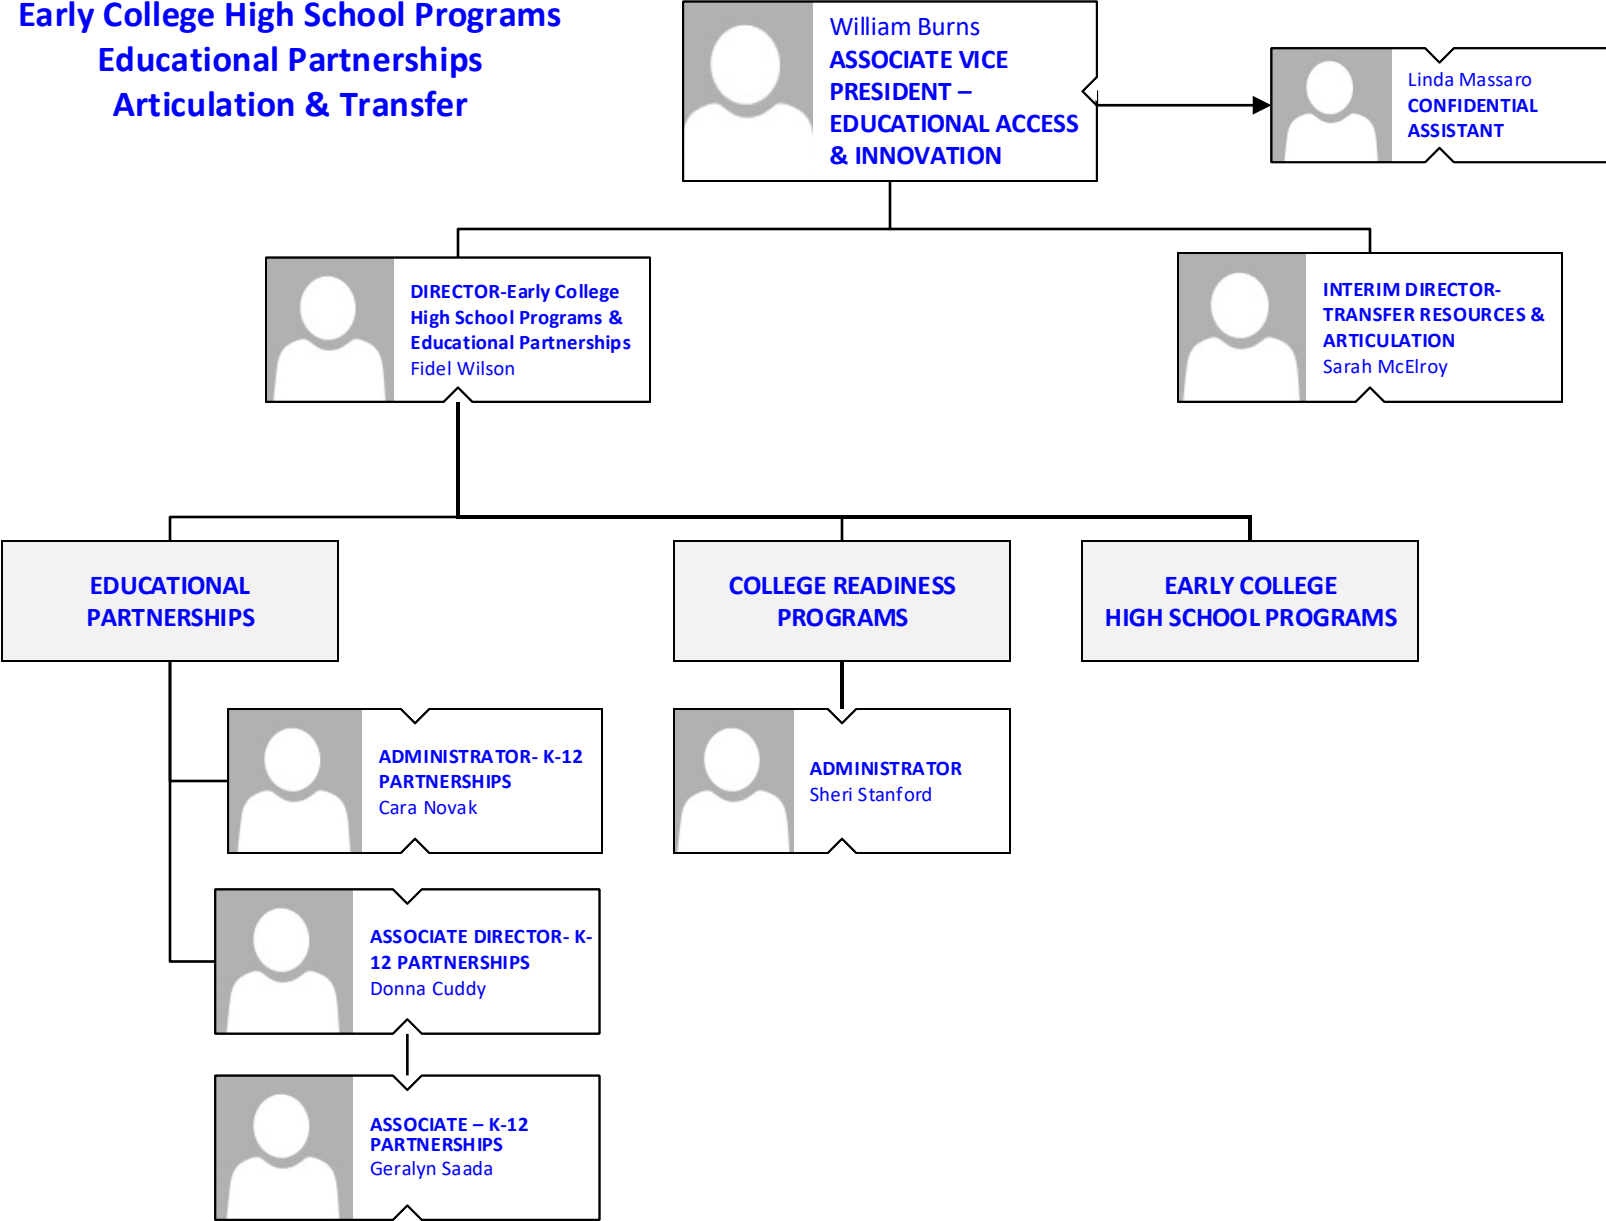 Early College High School Programs
Educational Partnerships
Articulation & Transfer
William Burns
ASSOCIATE VICE
PRESIDENT –
EDUCATIONAL ACCESS
& INNOVATION
Linda Massaro
CONFIDENTIAL
ASSISTANT
DIRECTOR-Early College
High School Programs &
Educational Partnerships
Fidel Wilson
INTERIM DIRECTOR-
TRANSFER RESOURCES &
ARTICULATION
Sarah McElroy
EDUCATIONAL
PARTNERSHIPS
COLLEGE READINESS
PROGRAMS
EARLY COLLEGE
HIGH SCHOOL PROGRAMS
ADMINISTRATOR- K-12
PARTNERSHIPS
Cara Novak
ADMINISTRATOR
Sheri Stanford
ASSOCIATE DIRECTOR- K-
12 PARTNERSHIPS
Donna Cuddy
ASSOCIATE – K-12
PARTNERSHIPS
Geralyn Saada